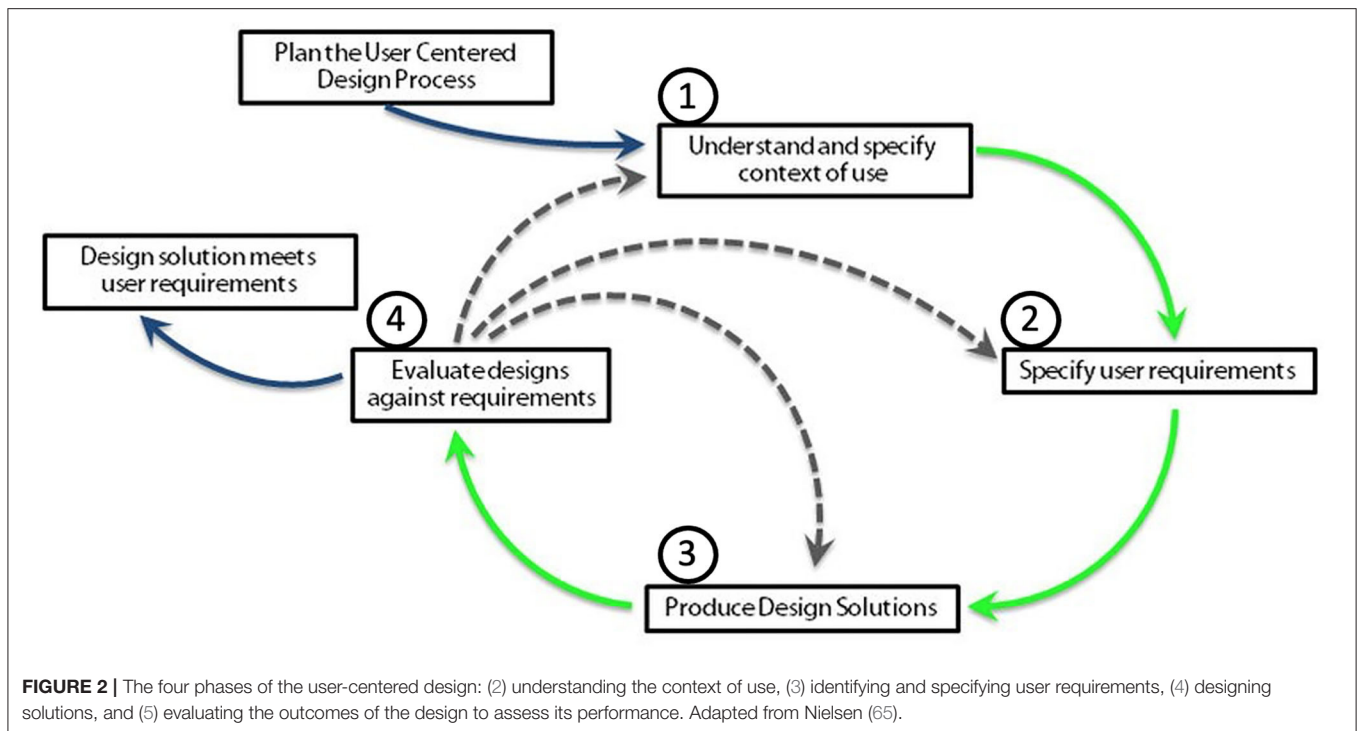 Plan the User Centered
Design Process
1
Understand and specify
context of use
Design solution meets
user requirements
4
Evaluate designs
against requirements
2
Specify user requirements
3
Produce Design Solutions
FIGURE 2 | The four phases of the user-centered design: (2) understanding the context of use, (3) identifying and specifying user requirements, (4) designing
solutions, and (5) evaluating the outcomes of the design to assess its performance. Adapted from Nielsen (65).